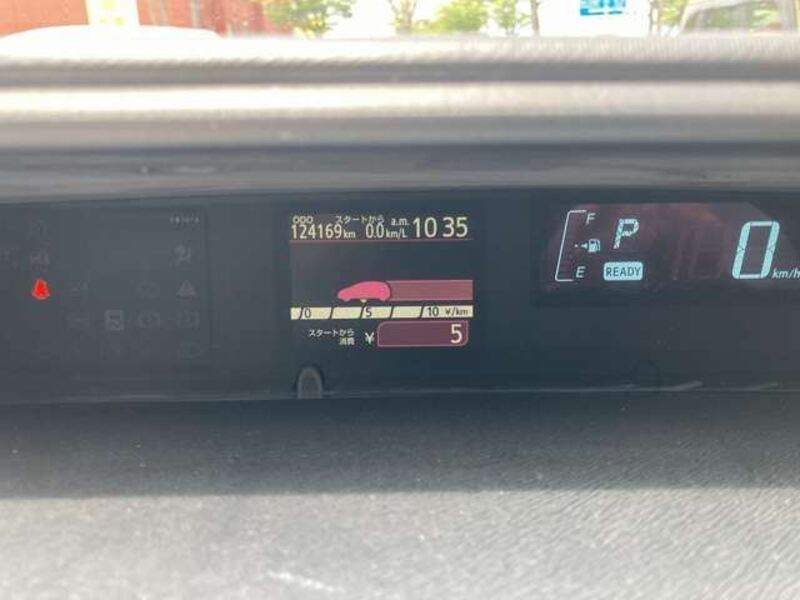 ODO スタートから a.m. 10 35
124169km 0.0km/L
0 5 10 ¥/km
スタートから
消費 ¥ 5
F
E
P
READY
0 km/h